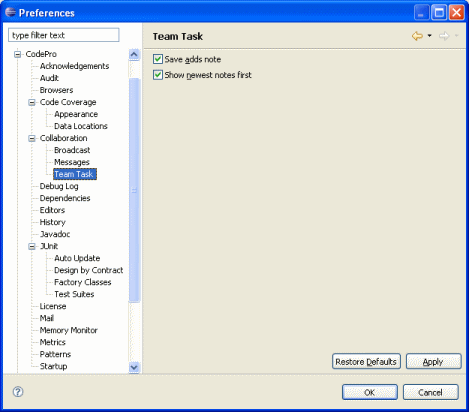 Preferences
type filter text
CodePro
Acknowledgements
Audit
Browsers
Code Coverage
Appearance
Data Locations
Collaboration
Broadcast
Messages
Team Task
Debug Log
Dependencies
Editors
History
Javadoc
JUnit
Auto Update
Design by Contract
Factory Classes
Test Suites
License
Mail
Memory Monitor
Metrics
Patterns
Startup
Team Task
Save adds note
Show newest notes first
Restore Defaults
Apply
OK
Cancel